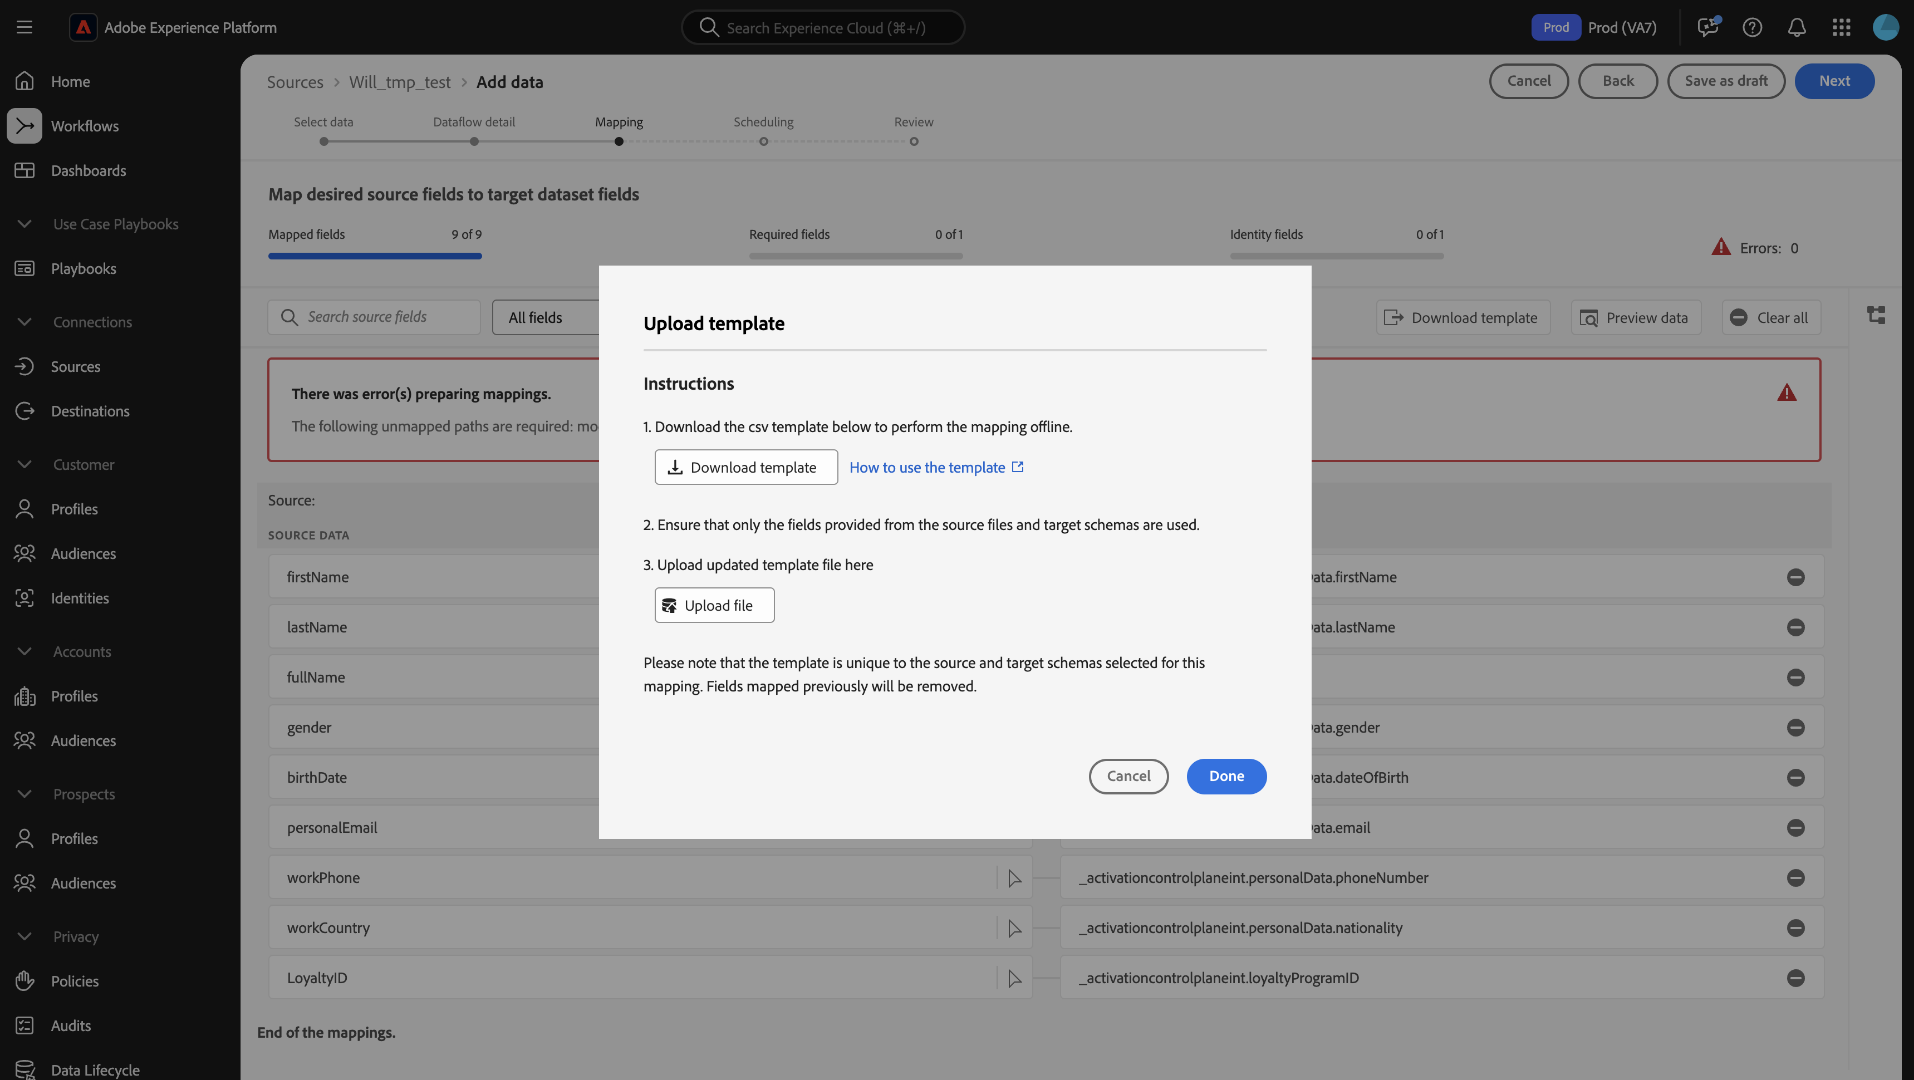 Adobe Experience Platform
Search Experience Cloud (⌘+/)
Prod
Prod (VA7)
Home
Workflows
Dashboards
Use Case Playbooks
Playbooks
Connections
Sources
Destinations
Customer
Profiles
Audiences
Identities
Accounts
Profiles
Audiences
Prospects
Profiles
Audiences
Privacy
Policies
Audits
Data Lifecycle
Sources > Will_tmp_test > Add data
Cancel
Back
Save as draft
Next
Select data
Dataflow detail
Mapping
Scheduling
Review
Map desired source fields to target dataset fields
Mapped fields 9 of 9
Required fields 0 of 1
Identity fields 0 of 1
Errors: 0
Search source fields
All fields
Download template
Preview data
Clear all
There was error(s) preparing mappings.
The following unmapped paths are required:
Source:
SOURCE DATA
firstName
ata.firstName
lastName
ata.lastName
fullName
gender
ata.gender
birthDate
ata.dateOfBirth
personalEmail
ata.email
workPhone
_activationcontrolplaneint.personalData.phoneNumber
workCountry
_activationcontrolplaneint.personalData.nationality
LoyaltyID
_activationcontrolplaneint.loyaltyProgramID
End of the mappings.
Upload template
Instructions
1. Download the csv template below to perform the mapping offline.
Download template
How to use the template
2. Ensure that only the fields provided from the source files and target schemas are used.
3. Upload updated template file here
Upload file
Please note that the template is unique to the source and target schemas selected for this
mapping. Fields mapped previously will be removed.
Cancel
Done